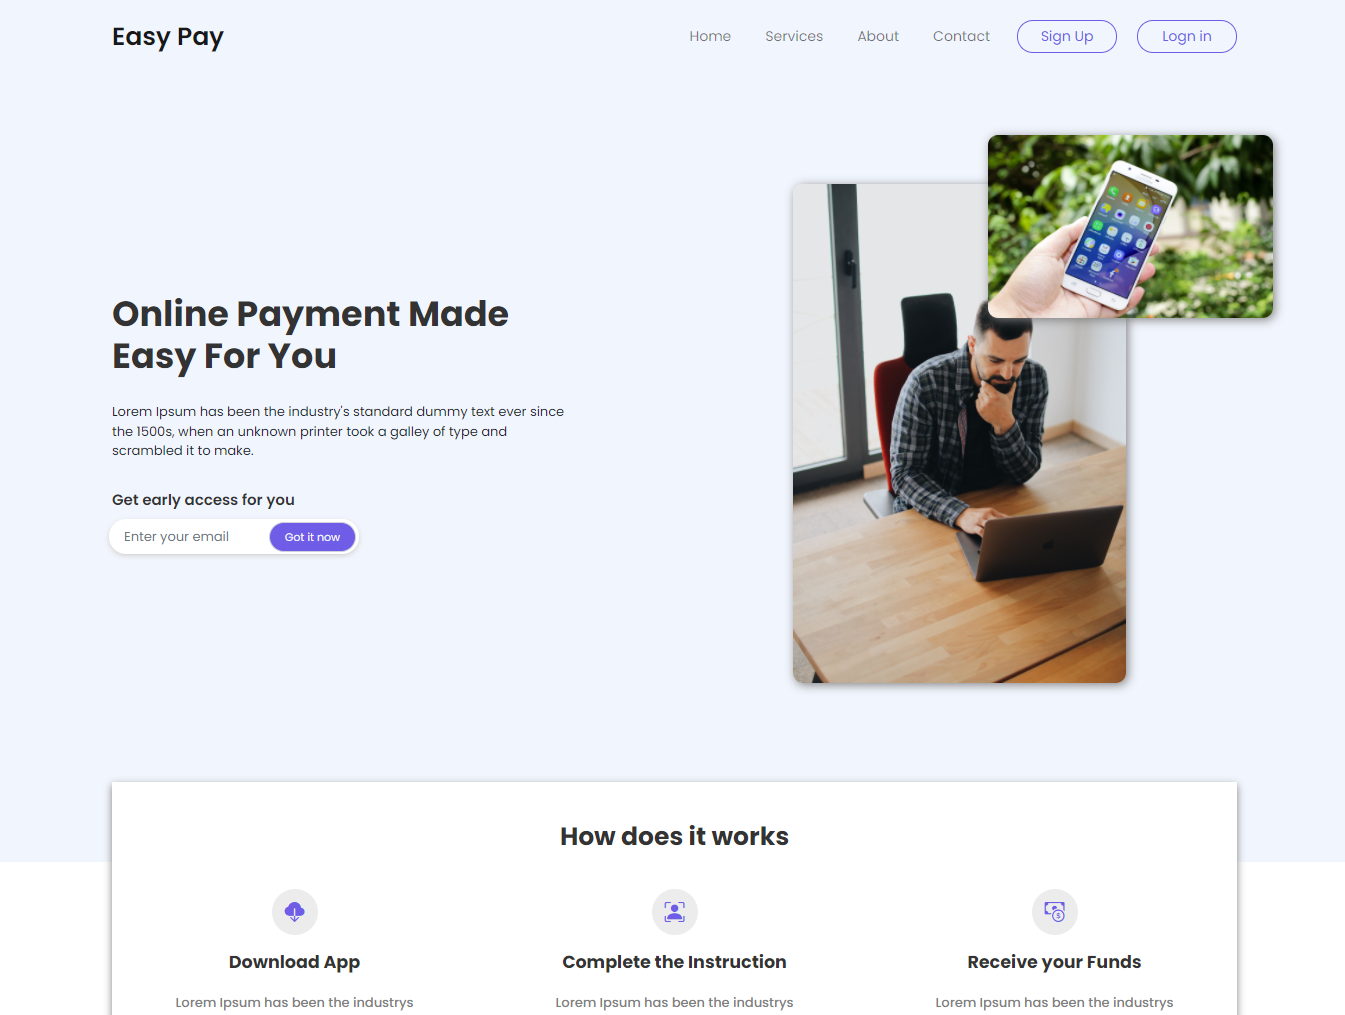 Easy Pay
Home Services About Contact Sign Up Logn in
Online Payment Made
Easy For You
Lorem Ipsum has been the industry's standard dummy text ever since
the 1500s, when an unknown printer took a galley of type and
scrambled it to make.
Get early access for you
Enter your email Got it now
How does it works
Download App
Lorem Ipsum has been the industrys
Complete the Instruction
Lorem Ipsum has been the industrys
Receive your Funds
Lorem Ipsum has been the industrys